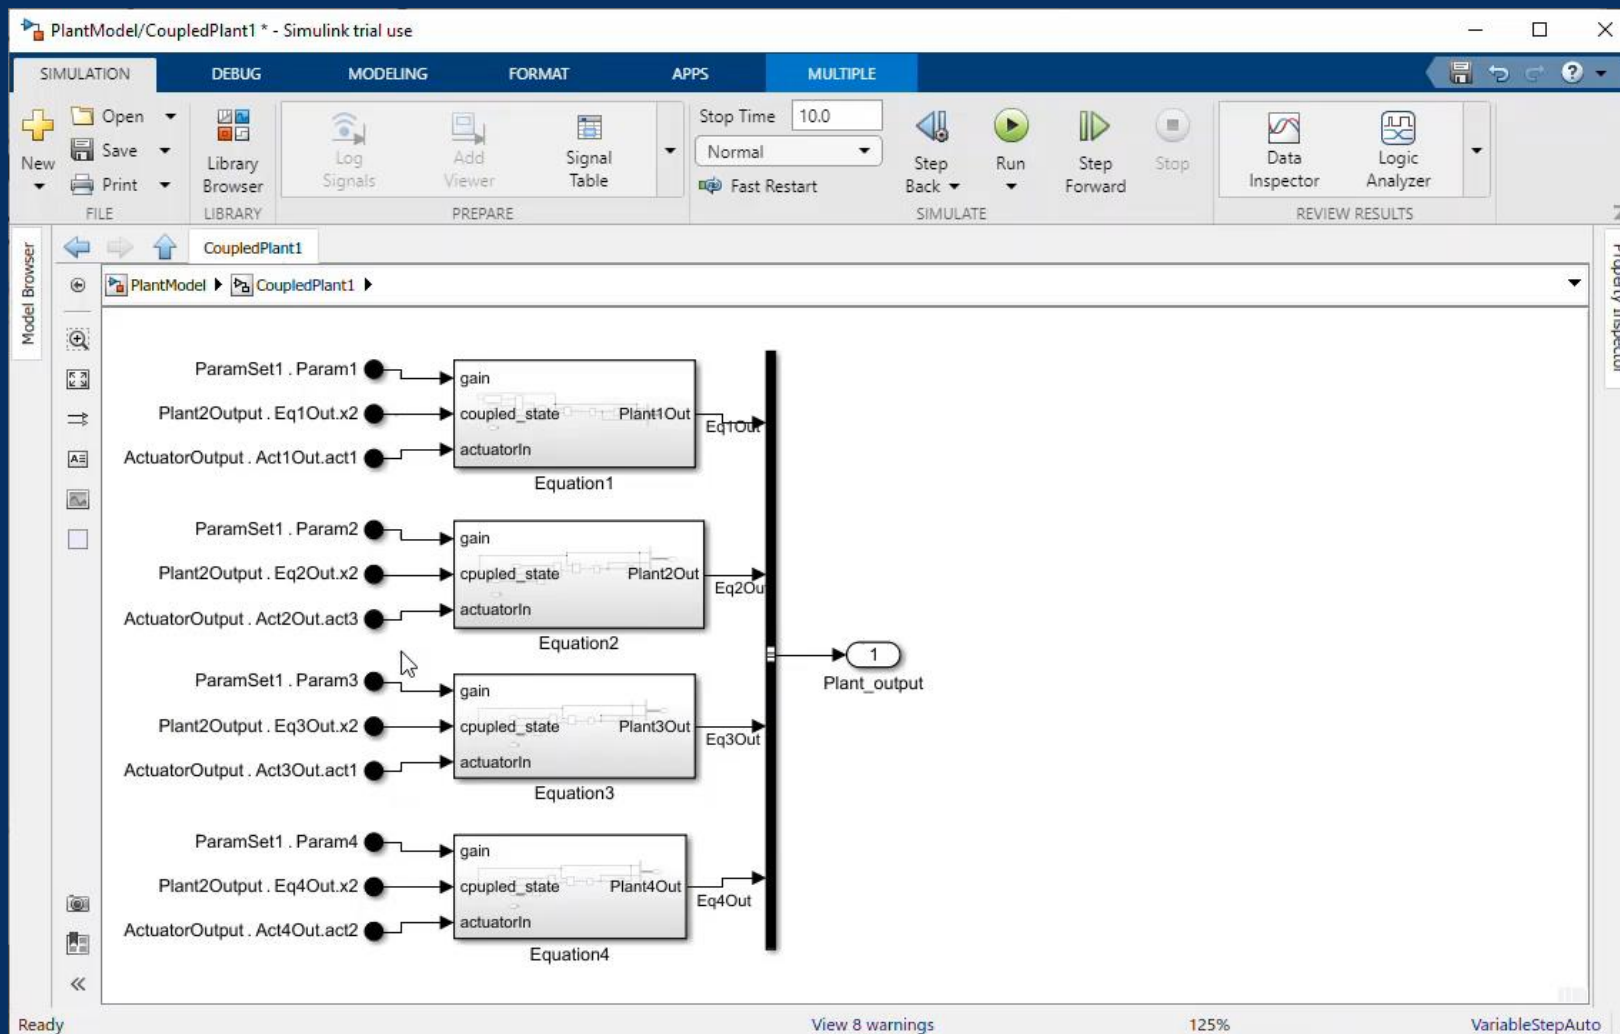 PlantModel/CoupledPlant1 * - Simulink trial use
SIMULATION
DEBUG
MODELING
FORMAT
APPS
MULTIPLE
New
Open
Save
Print
FILE
Library
Browser
LIBRARY
Log
Signals
Add
Viewer
Signal
Table
PREPARE
Stop Time
10.0
Normal
Fast Restart
Step
Back
Run
Step
Forward
Stop
SIMULATE
Data
Inspector
Logic
Analyzer
REVIEW RESULTS
Model Browser
Property Inspector
CoupledPlant1
PlantModel
CoupledPlant1
ParamSet1 . Param1
Plant2Output . Eq1Out.x2
ActuatorOutput . Act1Out.act1
gain
coupled_state
actuatorIn
Plant1Out
Eq1Out
Equation1
ParamSet1 . Param2
Plant2Output . Eq2Out.x2
ActuatorOutput . Act2Out.act3
gain
cpupled_state
actuatorIn
Plant2Out
Eq2Ou
Equation2
ParamSet1 . Param3
Plant2Output . Eq3Out.x2
ActuatorOutput . Act3Out.act1
gain
cpupled_state
actuatorIn
Plant3Out
Eq3Out
Equation3
1
Plant_output
ParamSet1 . Param4
Plant2Output . Eq4Out.x2
ActuatorOutput . Act4Out.act2
gain
cpupled_state
actuatorIn
Plant4Out
Eq4Out
Equation4
Ready
View 8 warnings
125%
VariableStepAuto